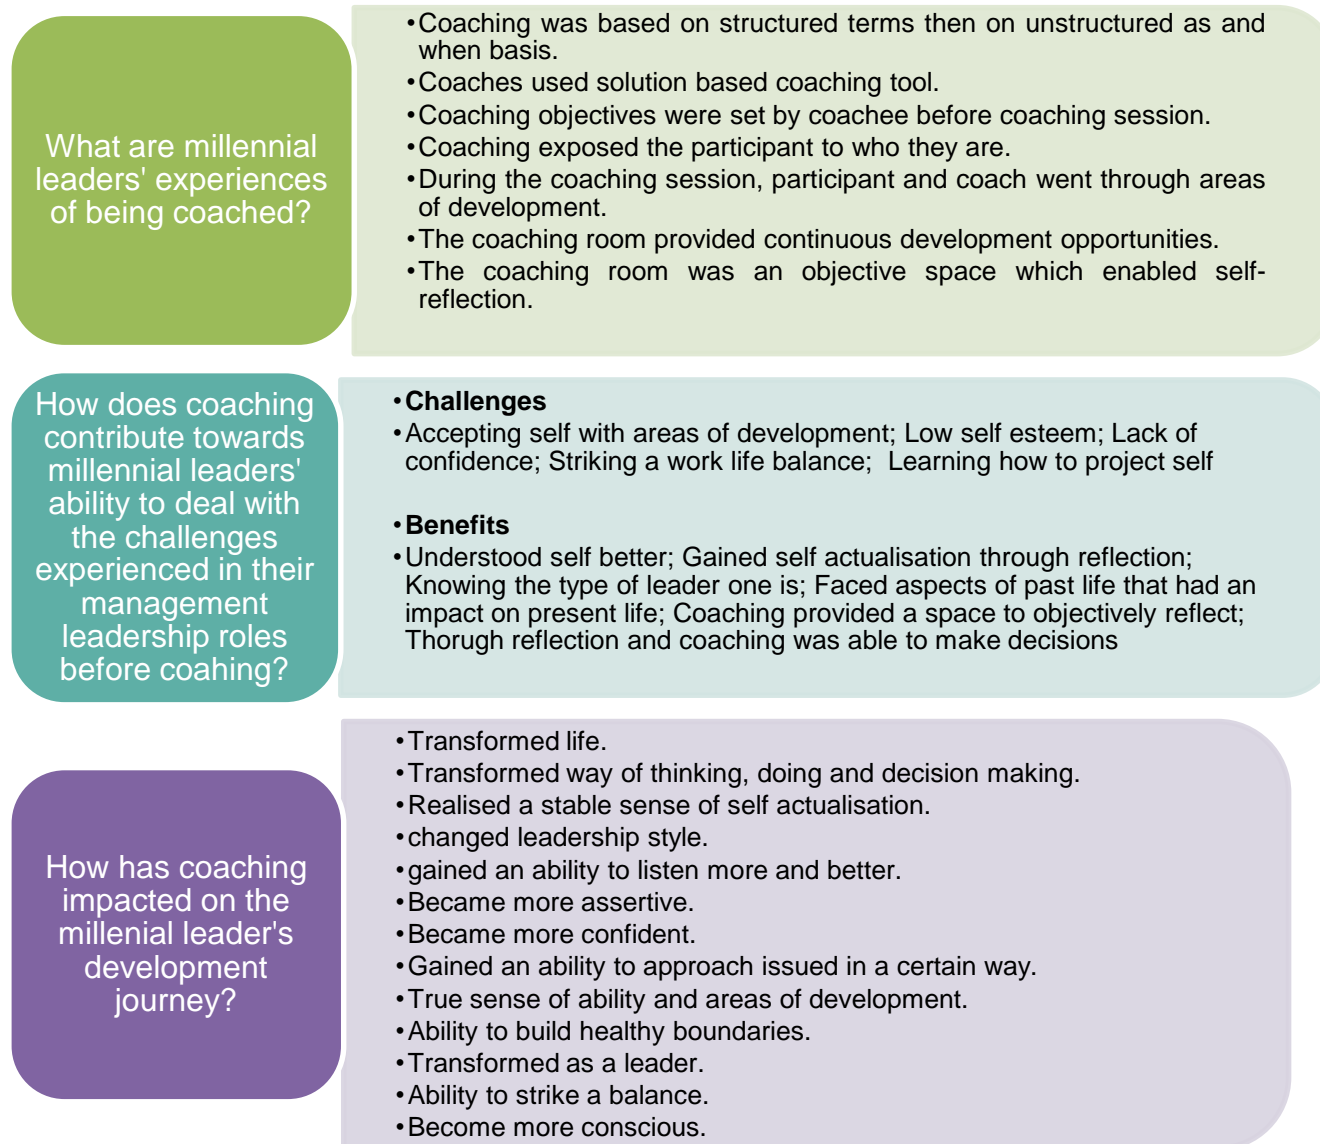 What are millennial
leaders' experiences
of being coached?
•Coaching was based on structured terms then on unstructured as and
when basis.
•Coaches used solution based coaching tool.
•Coaching objectives were set by coachee before coaching session.
•Coaching exposed the participant to who they are.
•During the coaching session, participant and coach went through areas
of development.
•The coaching room provided continuous development opportunities.
•The coaching room was an objective space which enabled self-
reflection.
How does coaching
contribute towards
millennial leaders'
ability to deal with
the challenges
experienced in their
management
leadership roles
before coahing?
•Challenges
•Accepting self with areas of development; Low self esteem; Lack of
confidence; Striking a work life balance; Learning how to project self
•Benefits
•Understood self better; Gained self actualisation through reflection;
Knowing the type of leader one is; Faced aspects of past life that had an
impact on present life; Coaching provided a space to objectively reflect;
Thorugh reflection and coaching was able to make decisions
How has coaching
impacted on the
millenial leader's
development
journey?
•Transformed life.
•Transformed way of thinking, doing and decision making.
•Realised a stable sense of self actualisation.
•changed leadership style.
•gained an ability to listen more and better.
•Became more assertive.
•Became more confident.
•Gained an ability to approach issued in a certain way.
•True sense of ability and areas of development.
•Ability to build healthy boundaries.
•Transformed as a leader.
•Ability to strike a balance.
•Become more conscious.